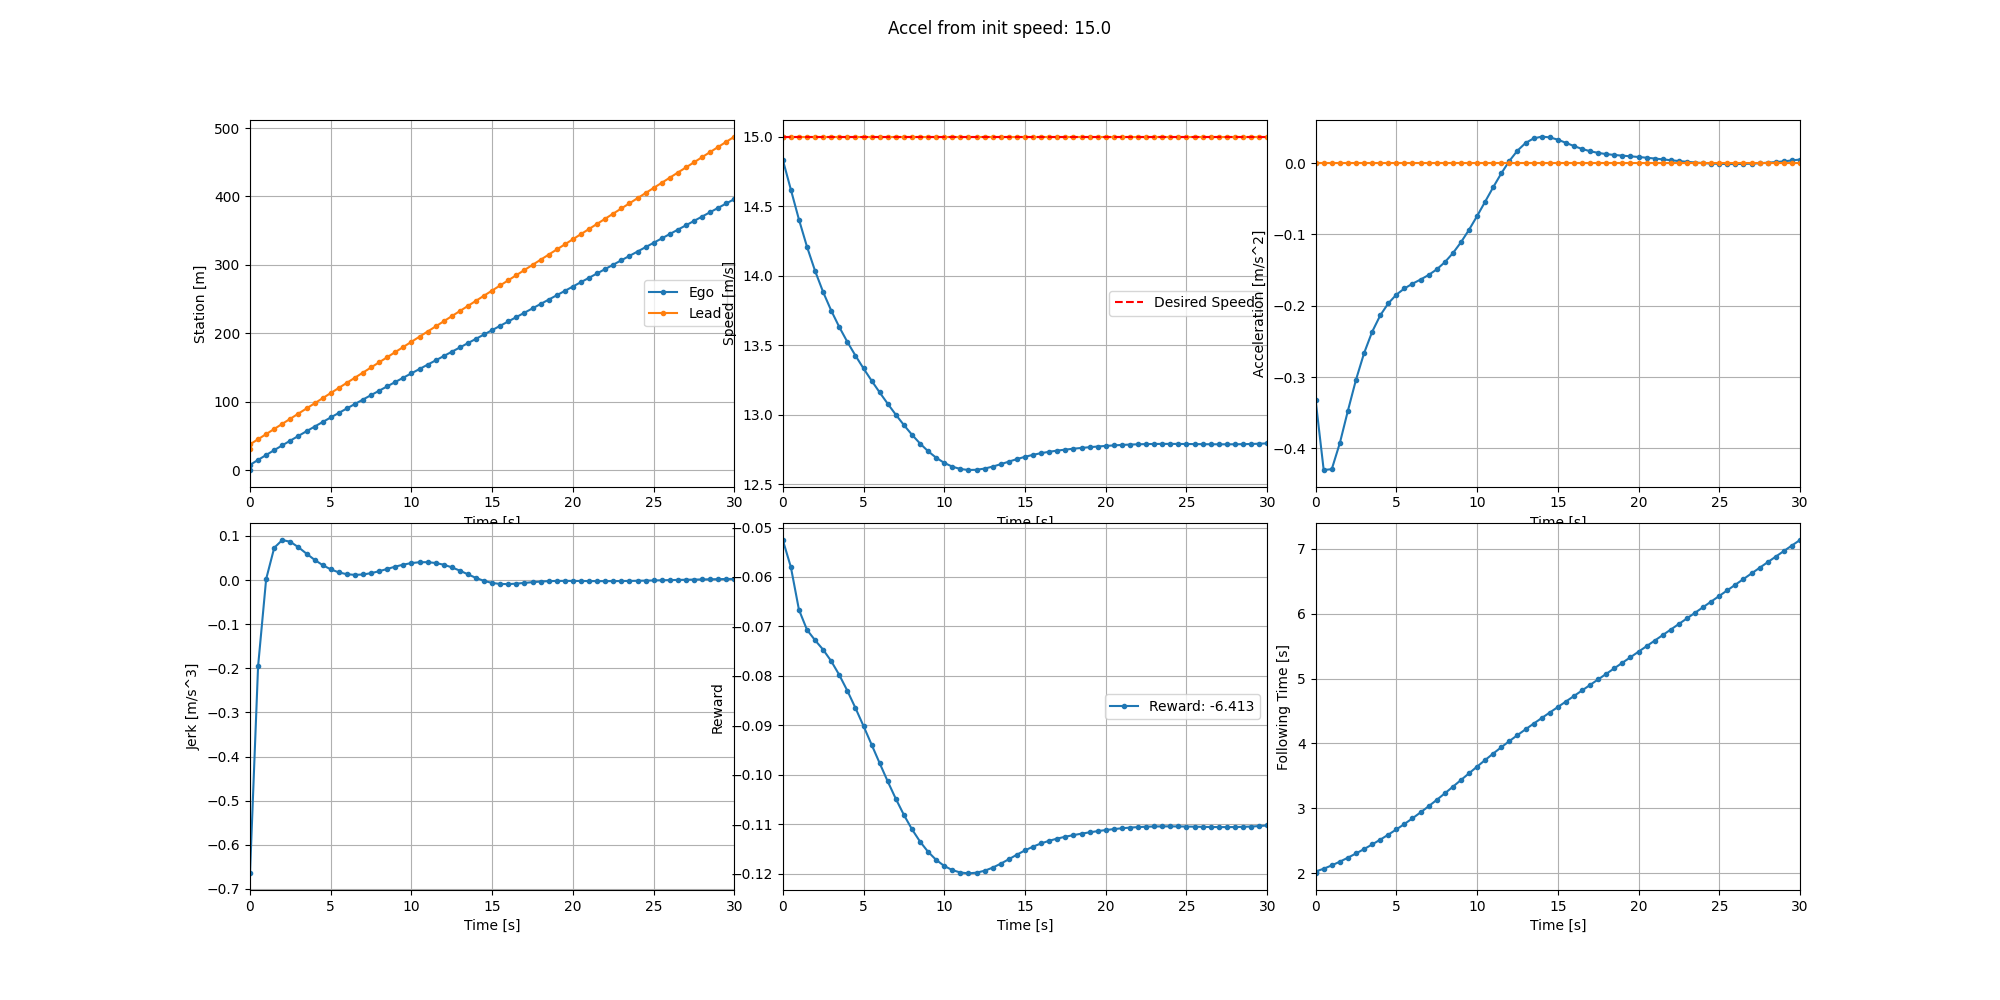 Accel from init speed: 15.0
500
400
300
200
100
0
Station [m]
0 5 10 15 20 25 30
Time [s]
Ego
Lead
15.0
14.5
14.0
13.5
13.0
12.5
Speed [m/s]
0 5 10 15 20 25 30
Time [s]
Desired Speed
0.0
−0.1
−0.2
−0.3
−0.4
Acceleration [m/s^2]
0 5 10 15 20 25 30
Time [s]
0.1
0.0
−0.1
−0.2
−0.3
−0.4
−0.5
−0.6
−0.7
Jerk [m/s^3]
0 5 10 15 20 25 30
Time [s]
−0.05
−0.06
−0.07
−0.08
−0.09
−0.10
−0.11
−0.12
Reward
0 5 10 15 20 25 30
Time [s]
Reward: -6.413
7
6
5
4
3
2
Following Time [s]
0 5 10 15 20 25 30
Time [s]